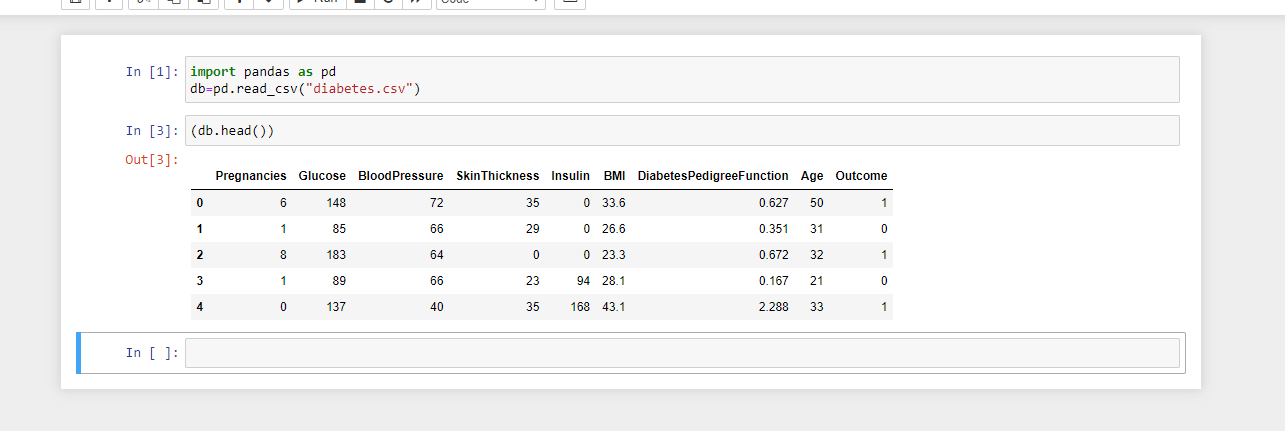 In [1]: import pandas as pd
db=pd.read_csv("diabetes.csv")
In [3]: (db.head())
Out[3]:
Pregnancies Glucose BloodPressure SkinThickness Insulin BMI DiabetesPedigreeFunction Age Outcome
0 6 148 72 35 0 33.6 0.627 50 1
1 1 85 66 29 0 26.6 0.351 31 0
2 8 183 64 0 0 23.3 0.672 32 1
3 1 89 66 23 94 28.1 0.167 21 0
4 0 137 40 35 168 43.1 2.288 33 1
In [ ]: